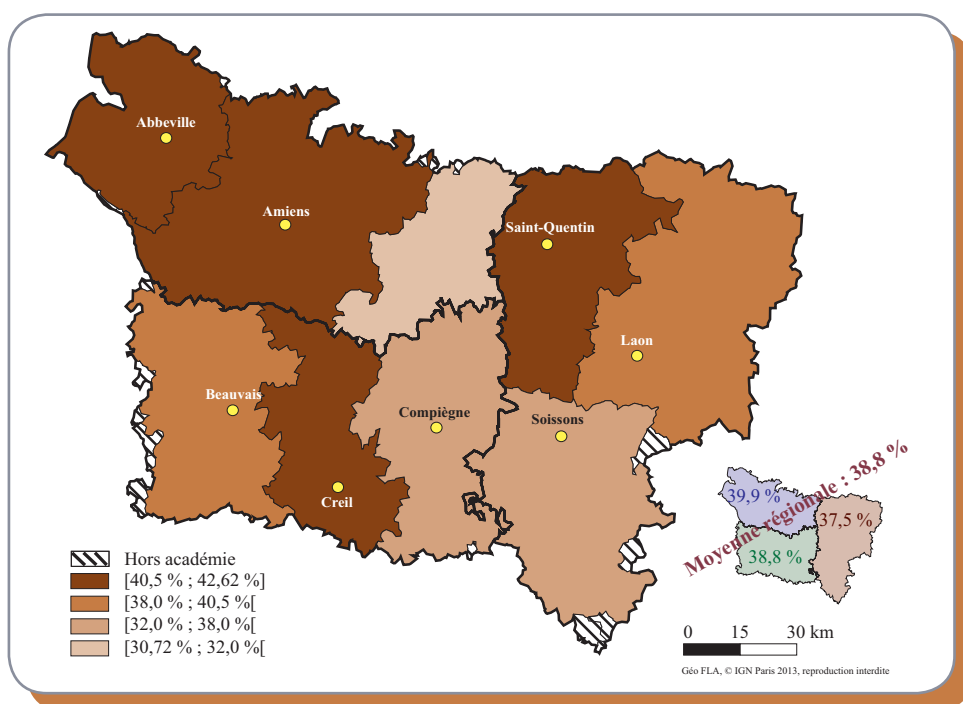 Abbeville
Amiens
Saint-Quentin
Laon
Beauvais
Compiègne
Soissons
Creil
Hors académie
[40,5 % ; 42,62 %]
[38,0 % ; 40,5 %[
[32,0 % ; 38,0 %[
[30,72 % ; 32,0 %[
Moyenne régionale : 38,8 %
39,9 %
37,5 %
38,8 %
0 15 30 km
Géo FLA, © IGN Paris 2013, reproduction interdite